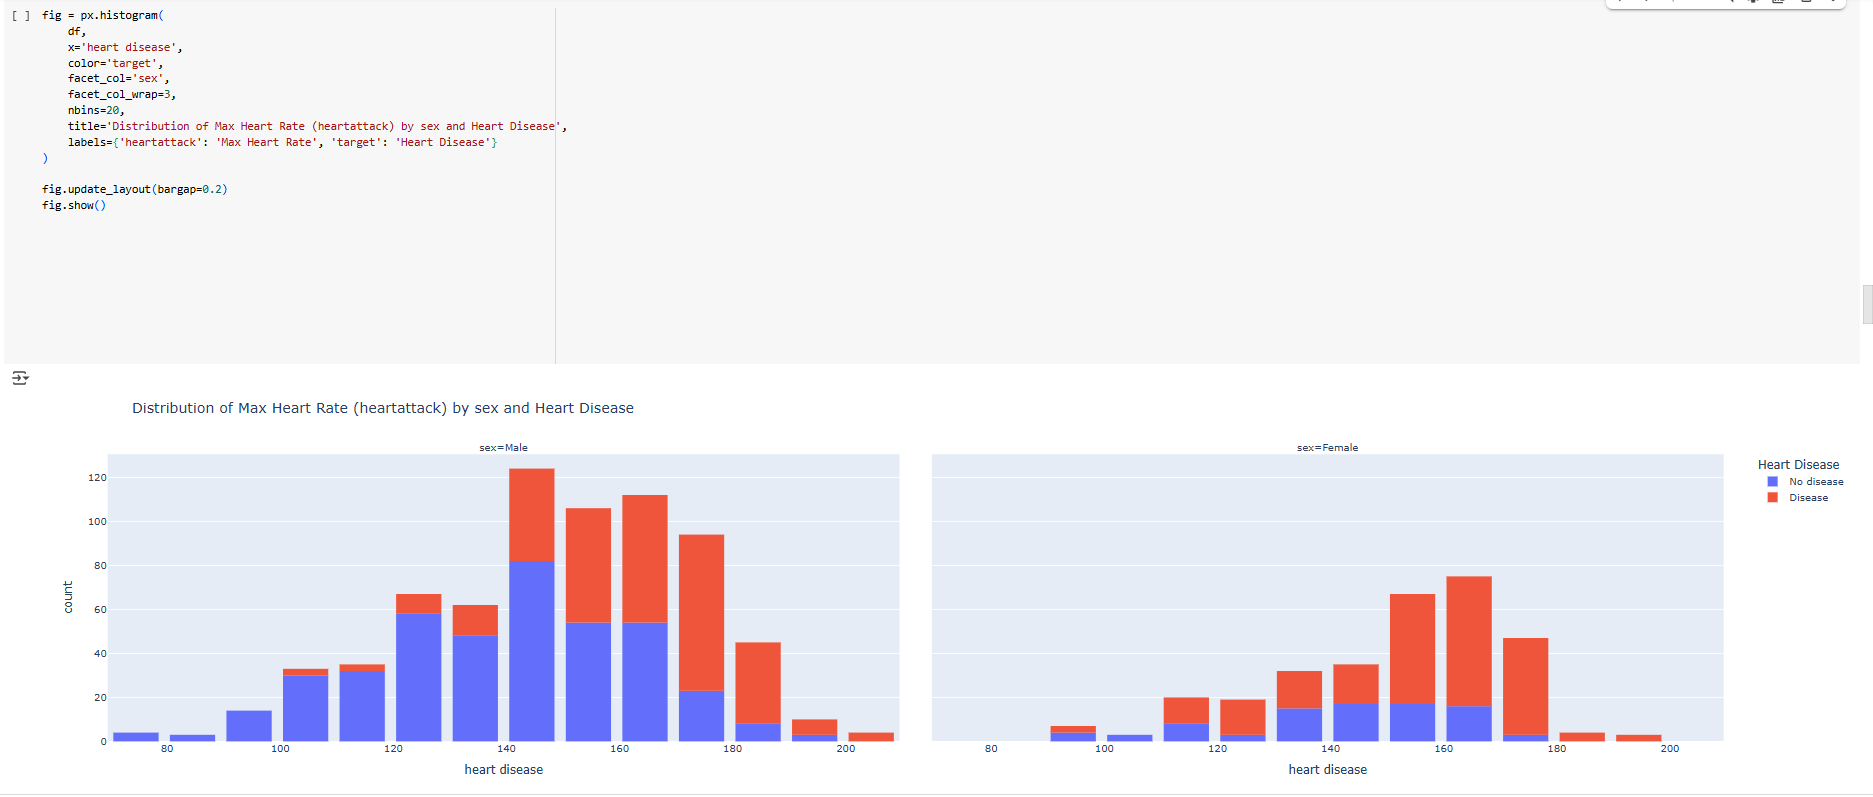 [ ] fig = px.histogram(
df,
x='heart disease',
color='target',
facet_col='sex',
facet_col_wrap=3,
nbins=20,
title='Distribution of Max Heart Rate (heartattack) by sex and Heart Disease',
labels={'heartattack': 'Max Heart Rate', 'target': 'Heart Disease'}
)
fig.update_layout(bargap=0.2)
fig.show()
Distribution of Max Heart Rate (heartattack) by sex and Heart Disease
sex=Male
sex=Female
Heart Disease
No disease
Disease
120
100
80
60
40
20
0
count
80 100 120 140 160 180 200
80 100 120 140 160 180 200
heart disease
heart disease